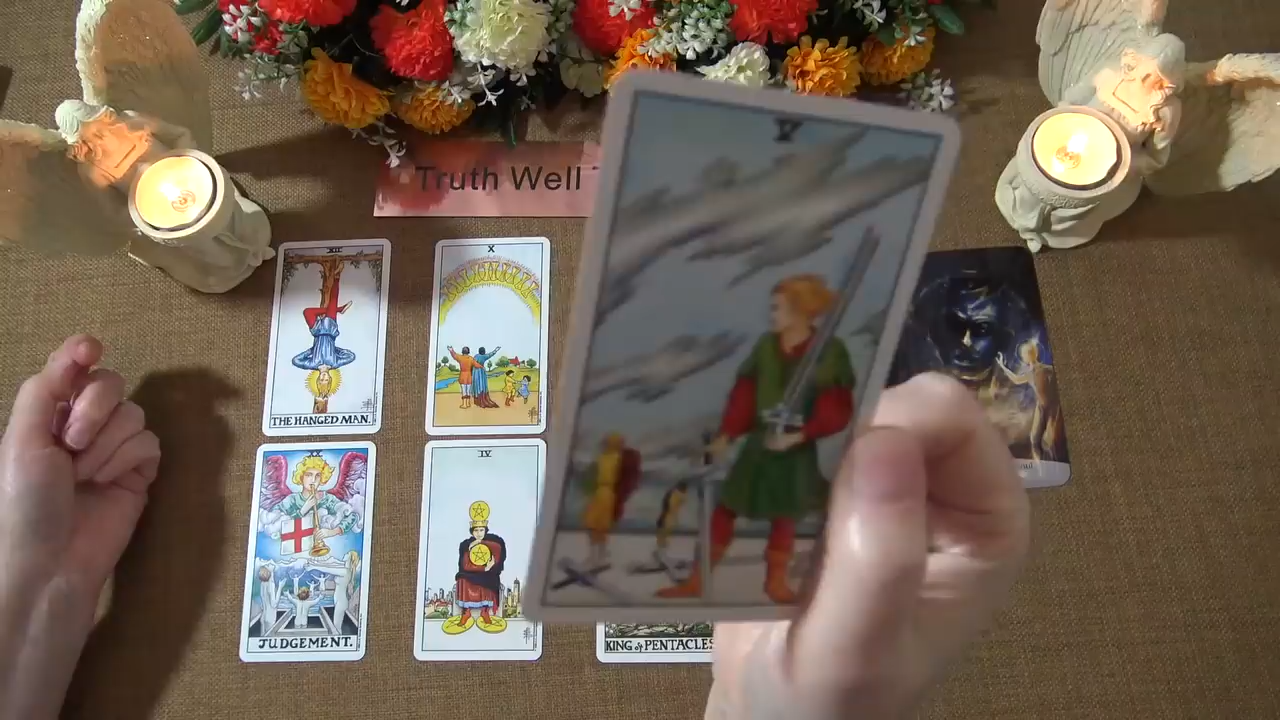 Truth Well
XII
X
V
THE HANGED MAN.
XX
IV
JUDGEMENT.
KING of PENTACLES